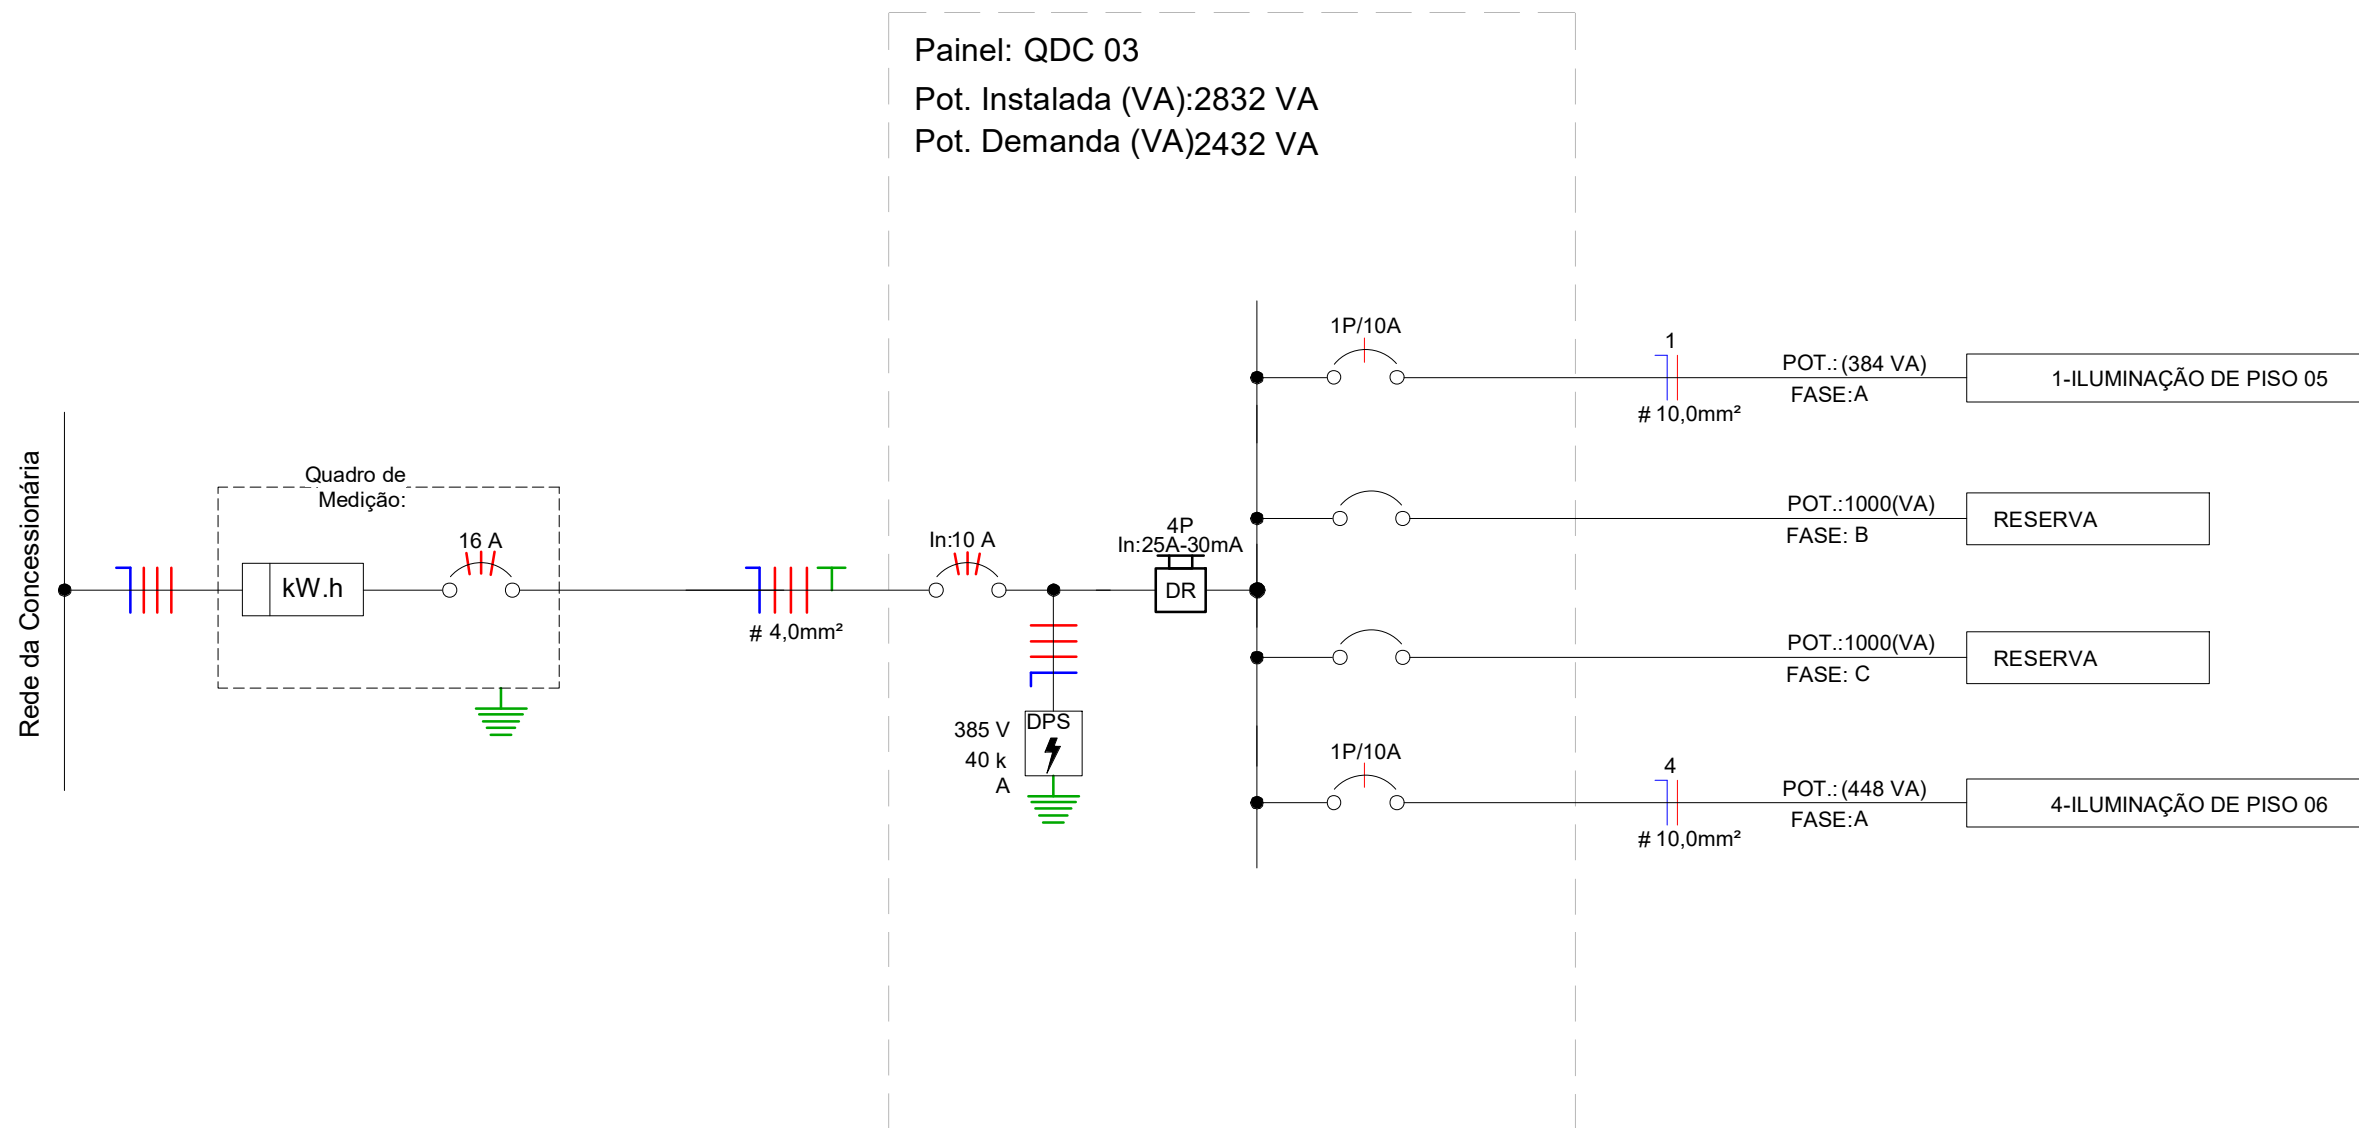 Painel: QDC 03
Pot. Instalada (VA):2832 VA
Pot. Demanda (VA)2432 VA
Rede da Concessionária
Quadro de
Medição:
kW.h
16 A
# 4,0mm²
In:10 A
385 V
40 k
A
DPS
4P
In:25A-30mA
DR
1P/10A
1
# 10,0mm²
POT.: (384 VA)
FASE:A
1-ILUMINAÇÃO DE PISO 05
POT.:1000(VA)
FASE: B
RESERVA
POT.:1000(VA)
FASE: C
RESERVA
1P/10A
4
# 10,0mm²
POT.: (448 VA)
FASE:A
4-ILUMINAÇÃO DE PISO 06